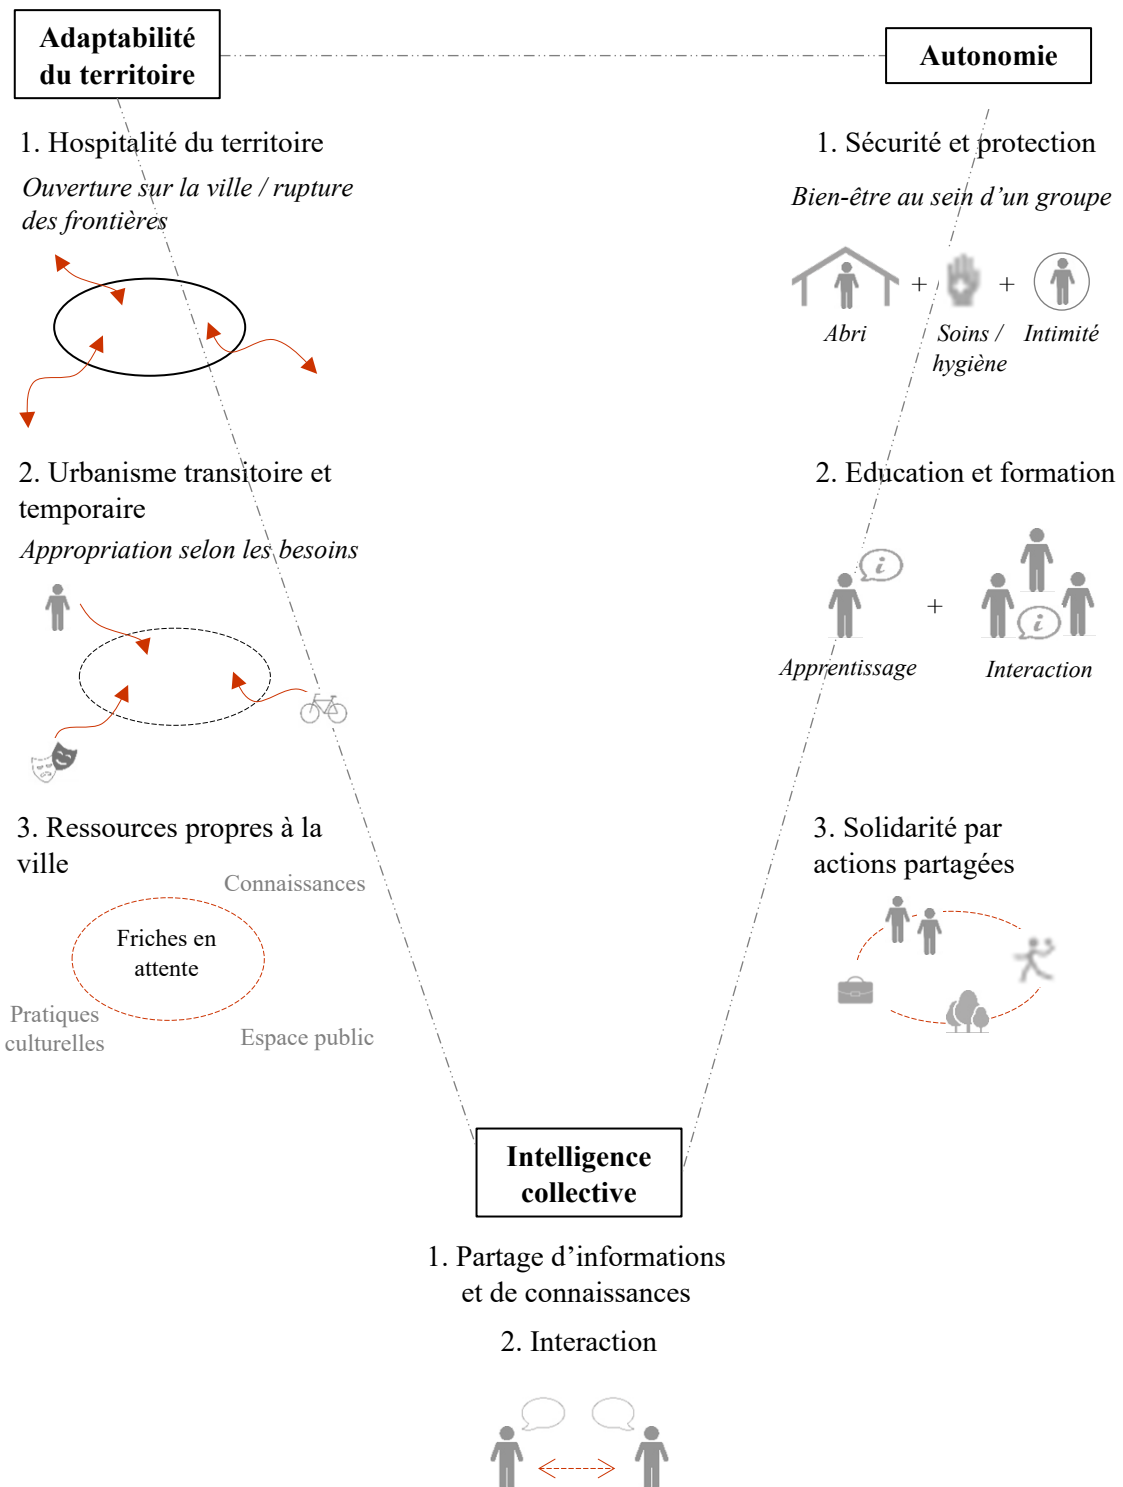 Adaptabilité
du territoire
1. Hospitalité du territoire
Ouverture sur la ville / rupture
des frontières
2. Urbanisme transitoire et
temporaire
Appropriation selon les besoins
3. Ressources propres à la
ville
Connaissances
Friches en
attente
Pratiques
culturelles
Espace public
Autonomie
1. Sécurité et protection
Bien-être au sein d’un groupe
+ +
Abri
Soins /
hygiène
Intimité
2. Education et formation
i
+
i
Apprentissage
Interaction
3. Solidarité par
actions partagées
Intelligence
collective
1. Partage d’informations
et de connaissances
2. Interaction